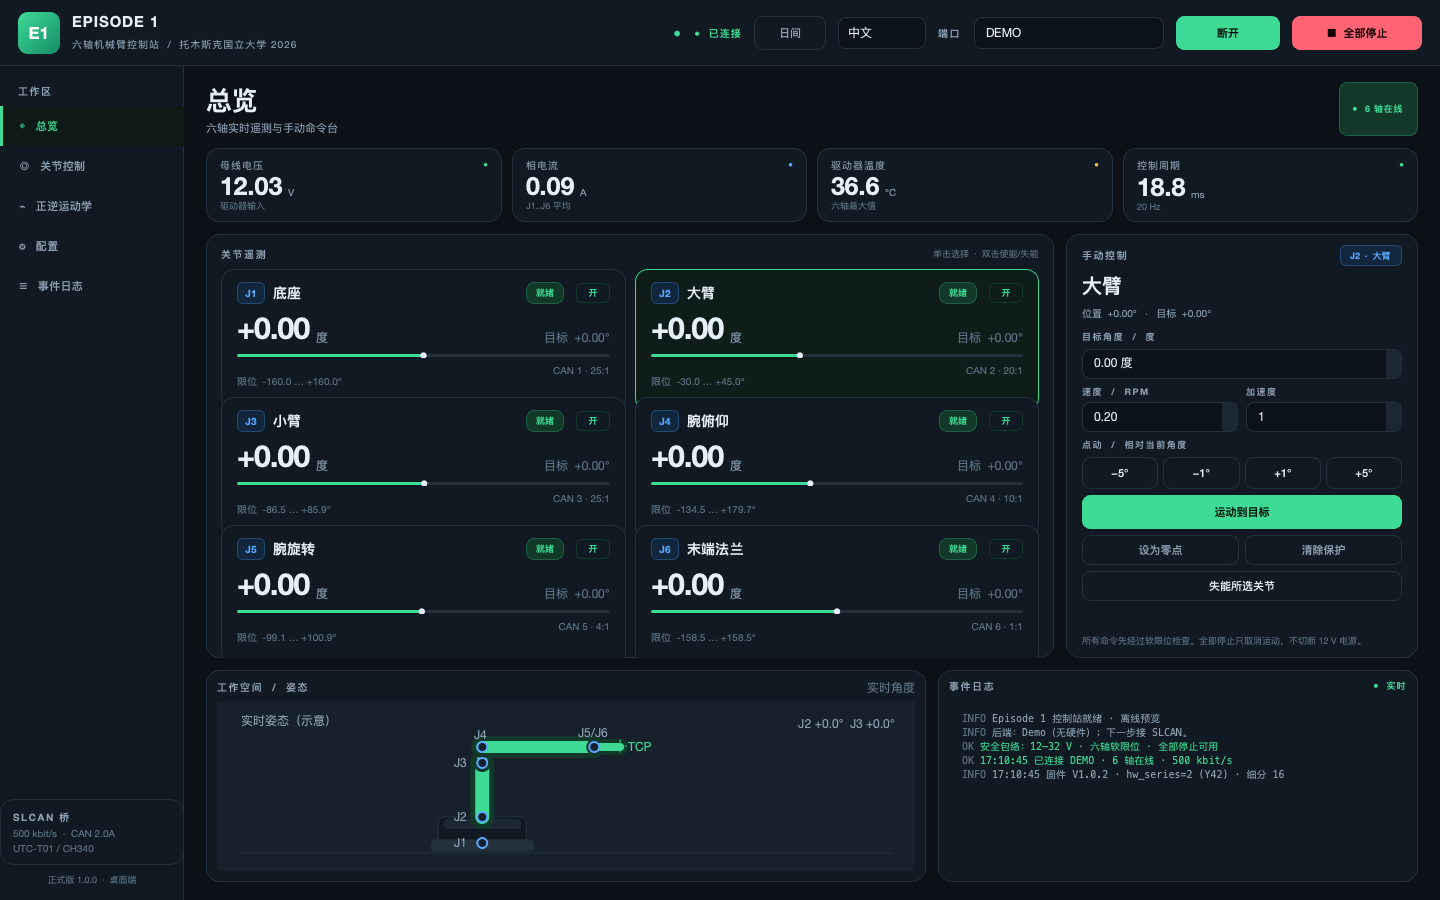 E1
EPISODE 1
六轴机械臂控制站 / 托木斯克国立大学 2026
已连接
日间
中文
端口
DEMO
断开
全部停止
工作区
总览
关节控制
正逆运动学
配置
事件日志
总览
六轴实时遥测与手动命令台
6 轴在线
母线电压
12.03 V
驱动器输入
相电流
0.09 A
J1..J6 平均
驱动器温度
36.6 °C
六轴最大值
控制周期
18.8 ms
20 Hz
关节遥测
单击选择 · 双击使能/失能
J1 底座 就绪 开
+0.00 度 目标 +0.00°
CAN 1 · 25:1
限位 -160.0 ... +160.0°
J2 大臂 就绪 开
+0.00 度 目标 +0.00°
CAN 2 · 20:1
限位 -30.0 ... +45.0°
J3 小臂 就绪 开
+0.00 度 目标 +0.00°
CAN 3 · 25:1
限位 -86.5 ... +85.9°
J4 腕俯仰 就绪 开
+0.00 度 目标 +0.00°
CAN 4 · 10:1
限位 -134.5 ... +179.7°
J5 腕旋转 就绪 开
+0.00 度 目标 +0.00°
CAN 5 · 4:1
限位 -99.1 ... +100.9°
J6 末端法兰 就绪 开
+0.00 度 目标 +0.00°
CAN 6 · 1:1
限位 -158.5 ... +158.5°
手动控制
J2 · 大臂
大臂
位置 +0.00° · 目标 +0.00°
目标角度 / 度
0.00 度
速度 / RPM
加速度
0.20
1
点动 / 相对当前角度
−5°
−1°
+1°
+5°
运动到目标
设为零点
清除保护
失能所选关节
所有命令先经过软限位检查。全部停止只取消运动，不切断 12 V 电源。
工作空间 / 姿态
实时角度
实时姿态（示意）
J2 +0.0° J3 +0.0°
J4
J5/J6
TCP
J3
J2
J1
事件日志
实时
INFO Episode 1 控制站就绪 · 离线预览
INFO 后端: Demo（无硬件）；下一步接 SLCAN。
OK 安全包络: 12–32 V · 六轴软限位 · 全部停止可用
OK 17:10:45 已连接 DEMO · 6 轴在线 · 500 kbit/s
INFO 17:10:45 固件 V1.0.2 · hw_series=2 (Y42) · 细分 16
SLCAN 桥
500 kbit/s · CAN 2.0A
UTC-T01 / CH340
正式版 1.0.0 · 桌面端